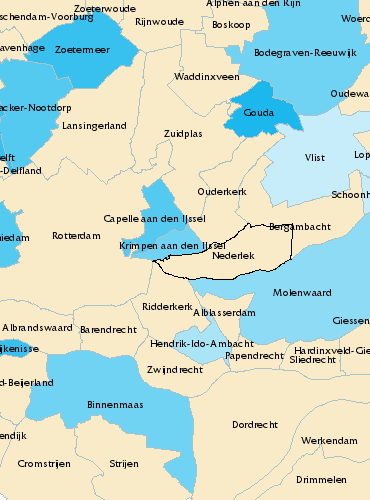 Alphen aan den Rijn
Zoeterwoude
schendam-Voorburg
Rijnwoude
Boskoop
Woerd
avenhage
Zoetermeer
Bodegraven-Reeuwijk
Waddinxveen
Oudewa
acker-Nootdorp
Gouda
Lansingerland
Zuidplas
elft
Vlist
Lop
-Delfland
Ouderkerk
Schoonh
Capelle aan den IJssel
Bergambacht
iedam
Rotterdam
Krimpen aan den IJssel
Nederlek
Molenwaard
Ridderkerk
Alblasserdam
Giessen
Albrandswaard
Barendrecht
Hendrik-Ido-Ambacht
ijkenisse
Papendrecht
Hardinxveld-Gie
Sliedrecht
Zwijndrecht
d-Beijerland
Binnenmaas
Dordrecht
endijk
Werkendam
Cromstrijen
Strijen
Drimmelen